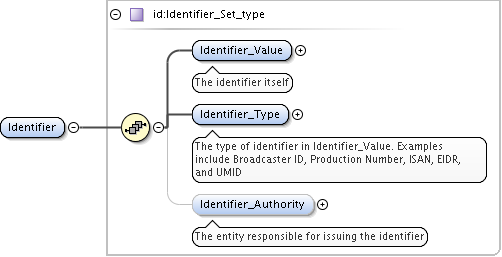 id:Identifier_Set_type
Identifier
Identifier_Value
The identifier itself
Identifier_Type
The type of identifier in Identifier_Value. Examples
include Broadcaster ID, Production Number, ISAN, EIDR,
and UMID
Identifier_Authority
The entity responsible for issuing the identifier